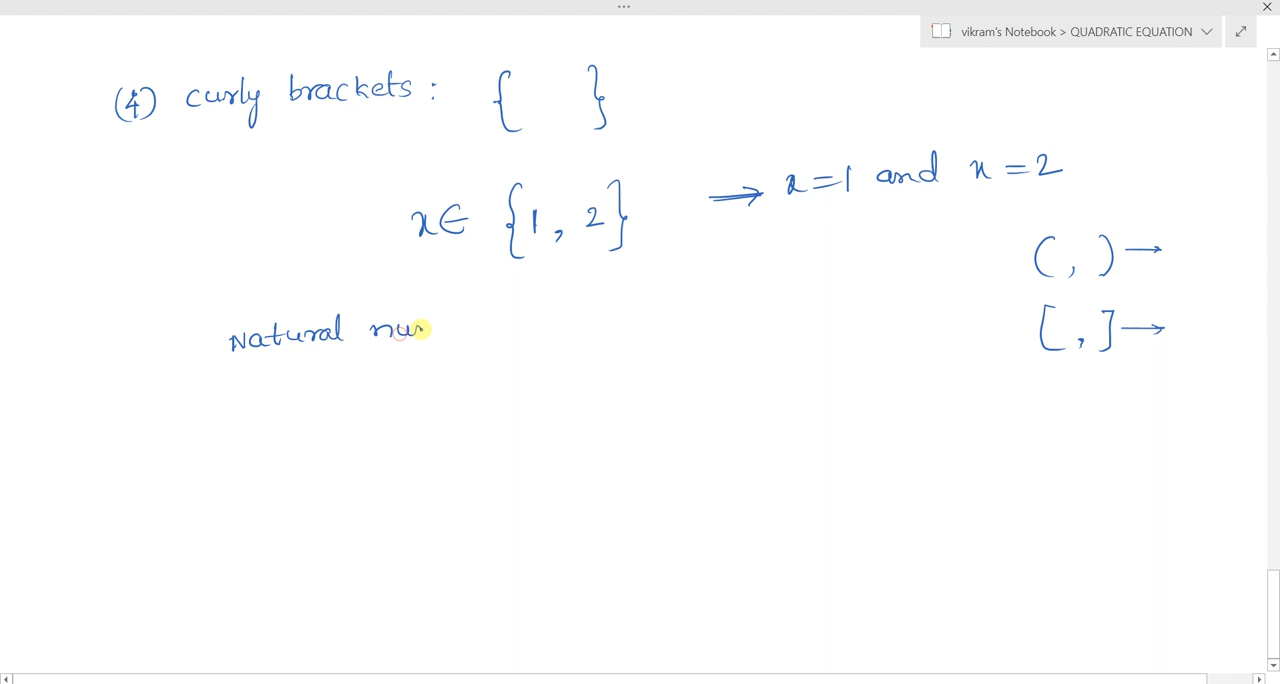 vikram's Notebook > QUADRATIC EQUATION
(4) curly brackets : { }
x∈ {1, 2} ⟹ x=1 and x=2
( , ) →
[ , ] →
Natural nu